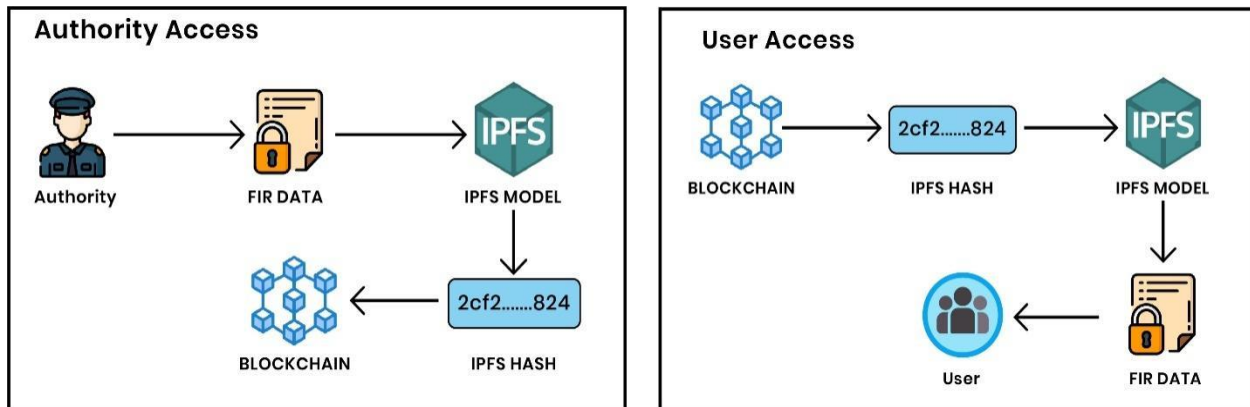 Authority Access
IPFS
Authority
FIR DATA
IPFS MODEL
2cf2.......824
BLOCKCHAIN
IPFS HASH
User Access
2cf2.......824
IPFS
BLOCKCHAIN
IPFS HASH
IPFS MODEL
User
FIR DATA